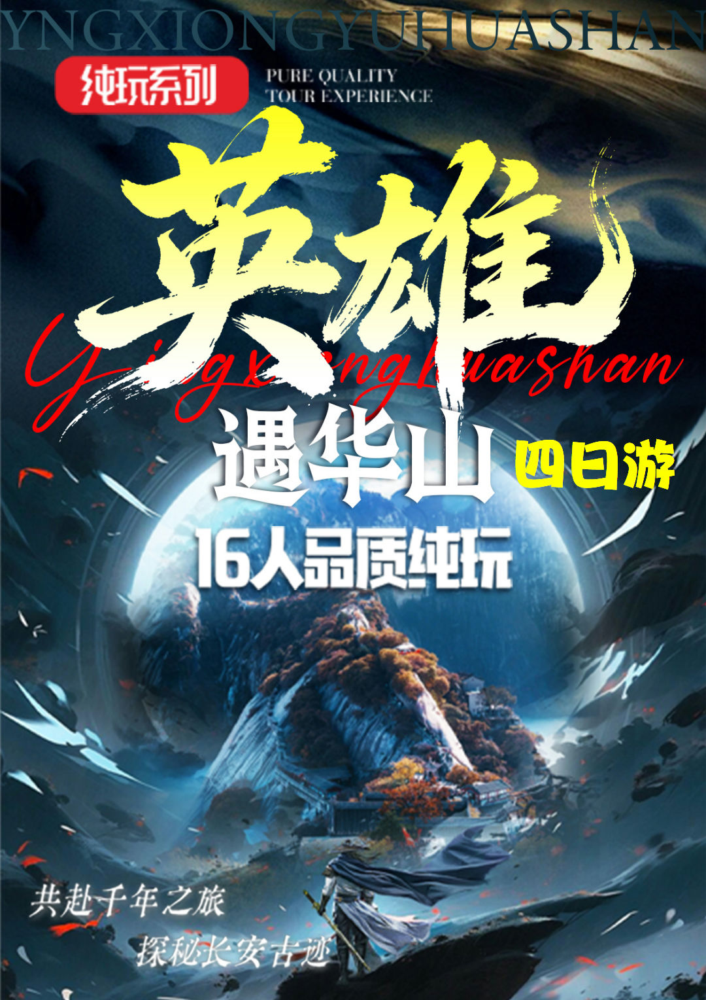 YNGXIONGYUHUASHAN
纯玩系列
PURE QUALITY
TOUR EXPERIENCE
英雄
Yingxionghuashan
遇华山
四日游
16人品质纯玩
共赴千年之旅
探秘长安古迹